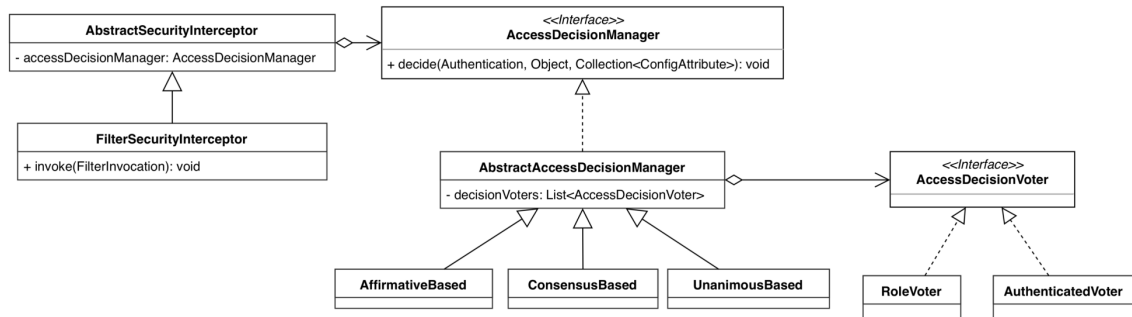 AbstractSecurityInterceptor
- accessDecisionManager: AccessDecisionManager
<<Interface>>
AccessDecisionManager
+ decide(Authentication, Object, Collection<ConfigAttribute>): void
FilterSecurityInterceptor
+ invoke(FilterInvocation): void
AbstractAccessDecisionManager
- decisionVoters: List<AccessDecisionVoter>
<<Interface>>
AccessDecisionVoter
AffirmativeBased
ConsensusBased
UnanimousBased
RoleVoter
AuthenticatedVoter